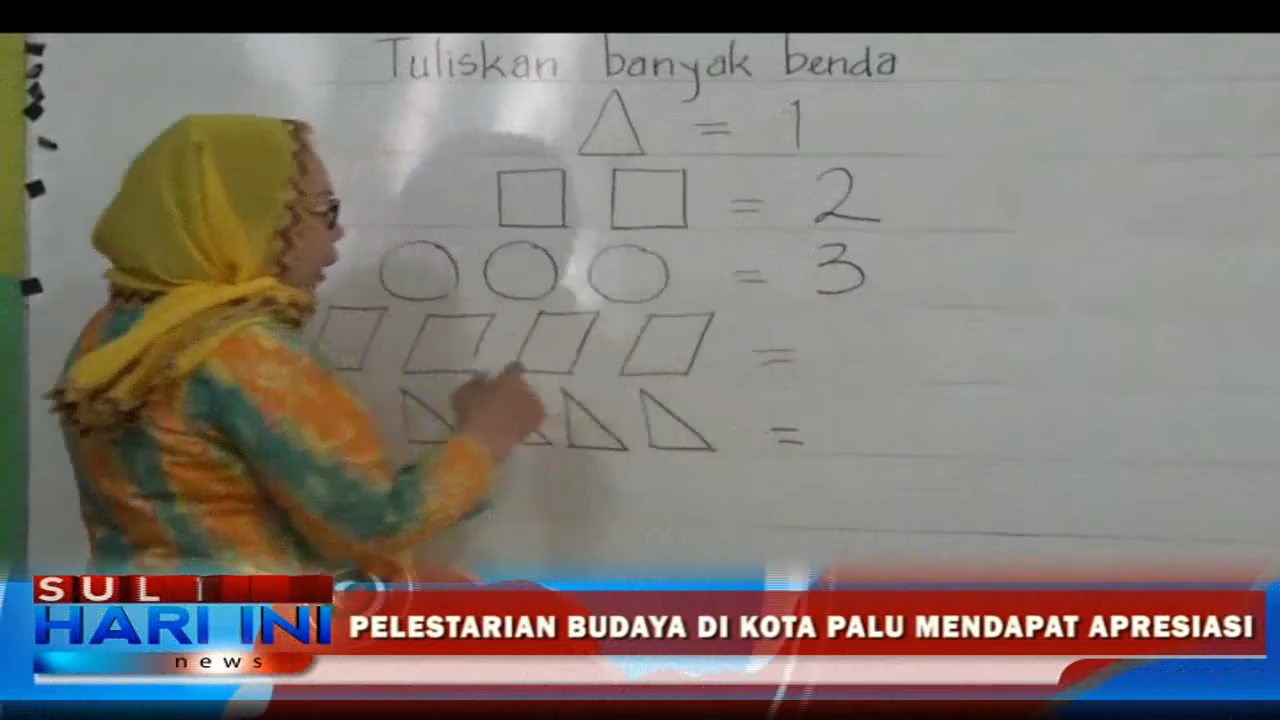 Tuliskan banyak benda
= 1
= 2
= 3
=
=
SUL
HARI INI
news
PELESTARIAN BUDAYA DI KOTA PALU MENDAPAT APRESIASI